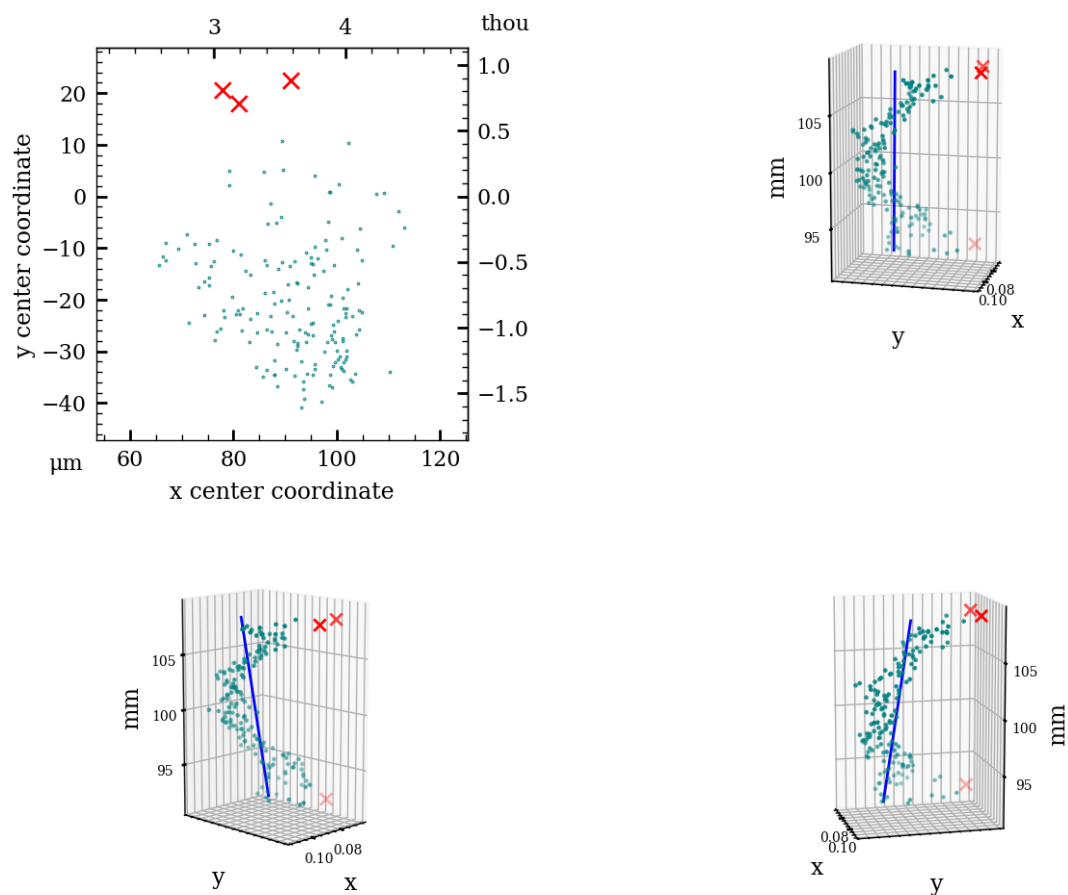 3 4 thou
20
10
0
−10
−20
−30
−40
1.0
0.5
0.0
−0.5
−1.0
−1.5
y center coordinate
μm 60 80 100 120
x center coordinate
105
100
95
mm
0.08
0.10
y
x
105
100
95
mm
0.10 0.08
y
x
105
100
95
mm
0.08
0.10
x
y